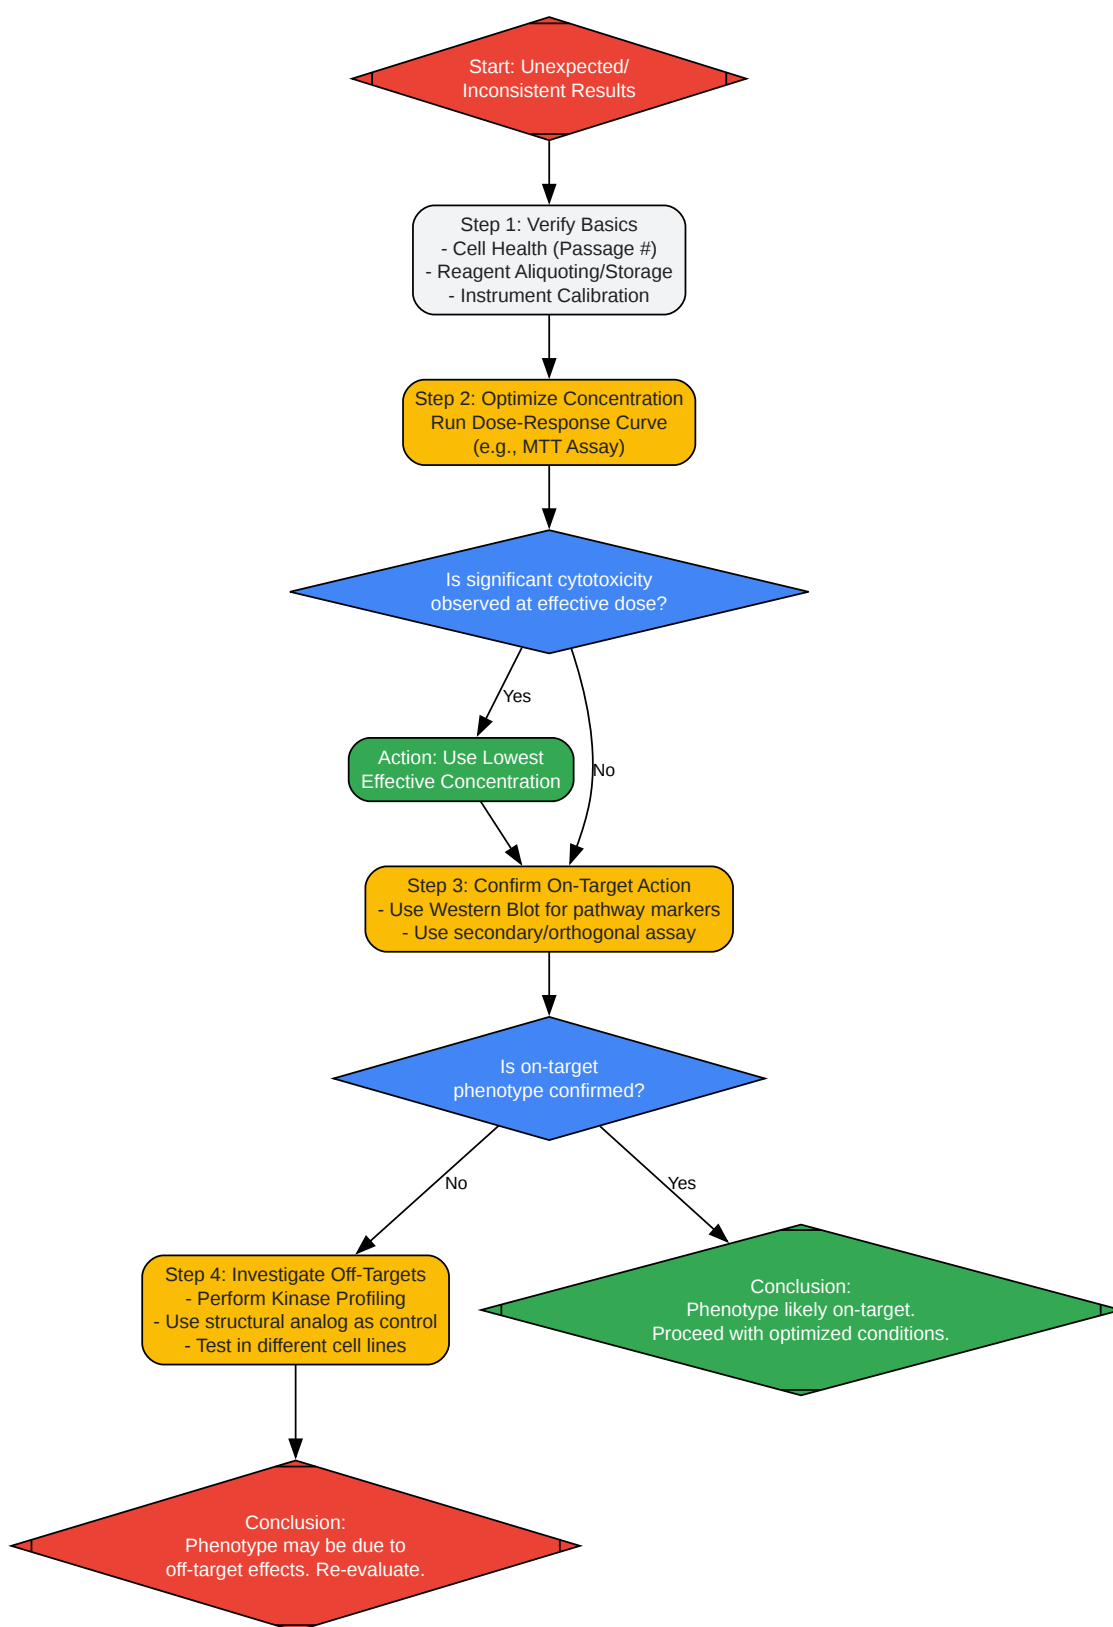 Start: Unexpected/
Inconsistent Results
Step 1: Verify Basics
- Cell Health (Passage #)
- Reagent Aliquoting/Storage
- Instrument Calibration
Step 2: Optimize Concentration
Run Dose-Response Curve
(e.g., MTT Assay)
Is significant cytotoxicity
observed at effective dose?
Yes
Action: Use Lowest
Effective Concentration
No
Step 3: Confirm On-Target Action
- Use Western Blot for pathway markers
- Use secondary/orthogonal assay
Is on-target
phenotype confirmed?
No
Yes
Step 4: Investigate Off-Targets
- Perform Kinase Profiling
- Use structural analog as control
- Test in different cell lines
Conclusion:
Phenotype likely on-target.
Proceed with optimized conditions.
Conclusion:
Phenotype may be due to
off-target effects. Re-evaluate.